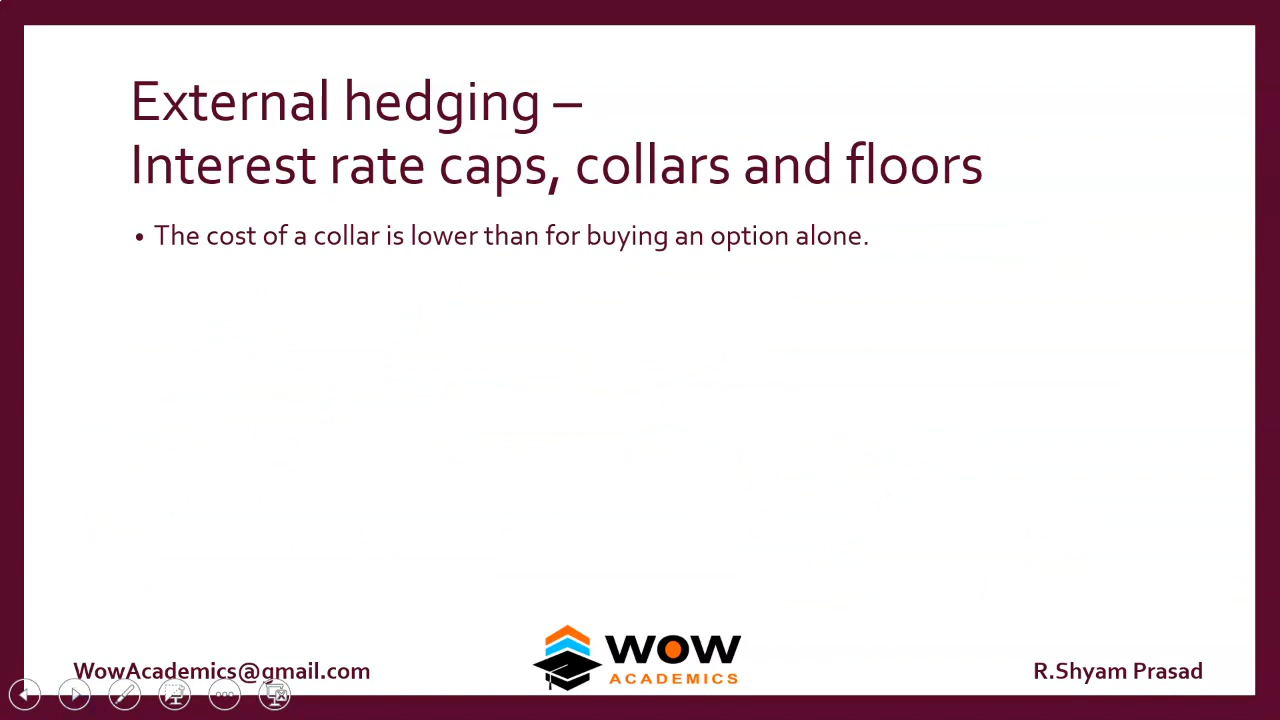 External hedging –
Interest rate caps, collars and floors
• The cost of a collar is lower than for buying an option alone.
WOW
ACADEMICS
WowAcademics@gmail.com
R.Shyam Prasad